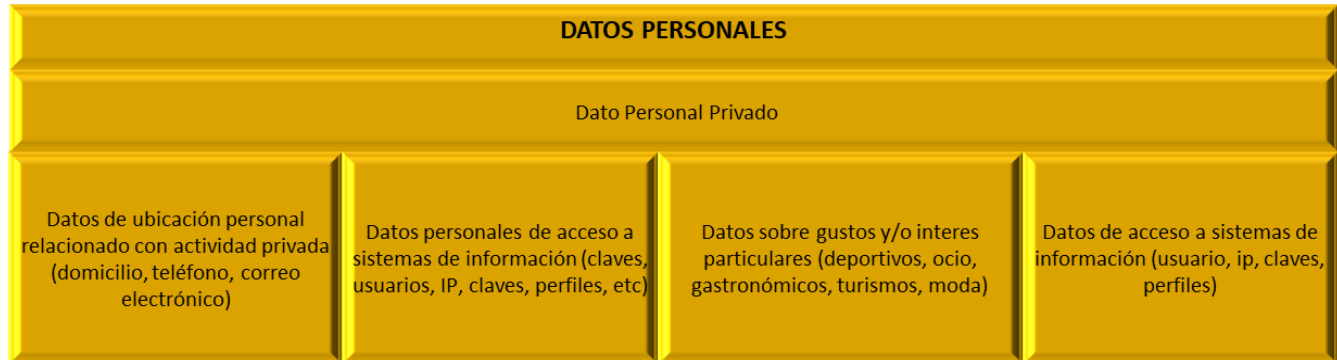 DATOS PERSONALES
Dato Personal Privado
Datos de ubicación personal
relacionado con actividad privada
(domicilio, teléfono, correo
electrónico)
Datos personales de acceso a
sistemas de información (claves,
usuarios, IP, claves, perfiles, etc)
Datos sobre gustos y/o interes
particulares (deportivos, ocio,
gastronómicos, turismos, moda)
Datos de acceso a sistemas de
información (usuario, ip, claves,
perfiles)